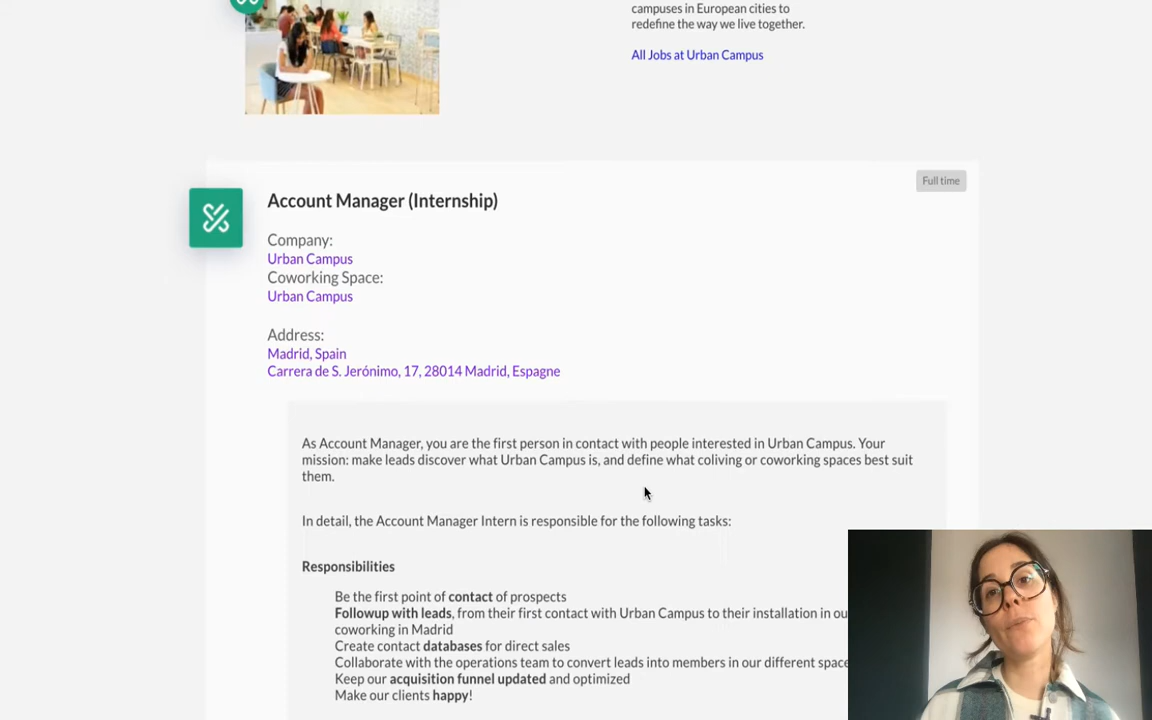 campuses in European cities to
redefine the way we live together.
All Jobs at Urban Campus
Full time
Account Manager (Internship)
Company:
Urban Campus
Coworking Space:
Urban Campus
Address:
Madrid, Spain
Carrera de S. Jerónimo, 17, 28014 Madrid, Espagne
As Account Manager, you are the first person in contact with people interested in Urban Campus. Your
mission: make leads discover what Urban Campus is, and define what coliving or coworking spaces best suit
them.
In detail, the Account Manager Intern is responsible for the following tasks:
Responsibilities
Be the first point of contact of prospects
Followup with leads, from their first contact with Urban Campus to their installation in ou
coworking in Madrid
Create contact databases for direct sales
Collaborate with the operations team to convert leads into members in our different space
Keep our acquisition funnel updated and optimized
Make our clients happy!